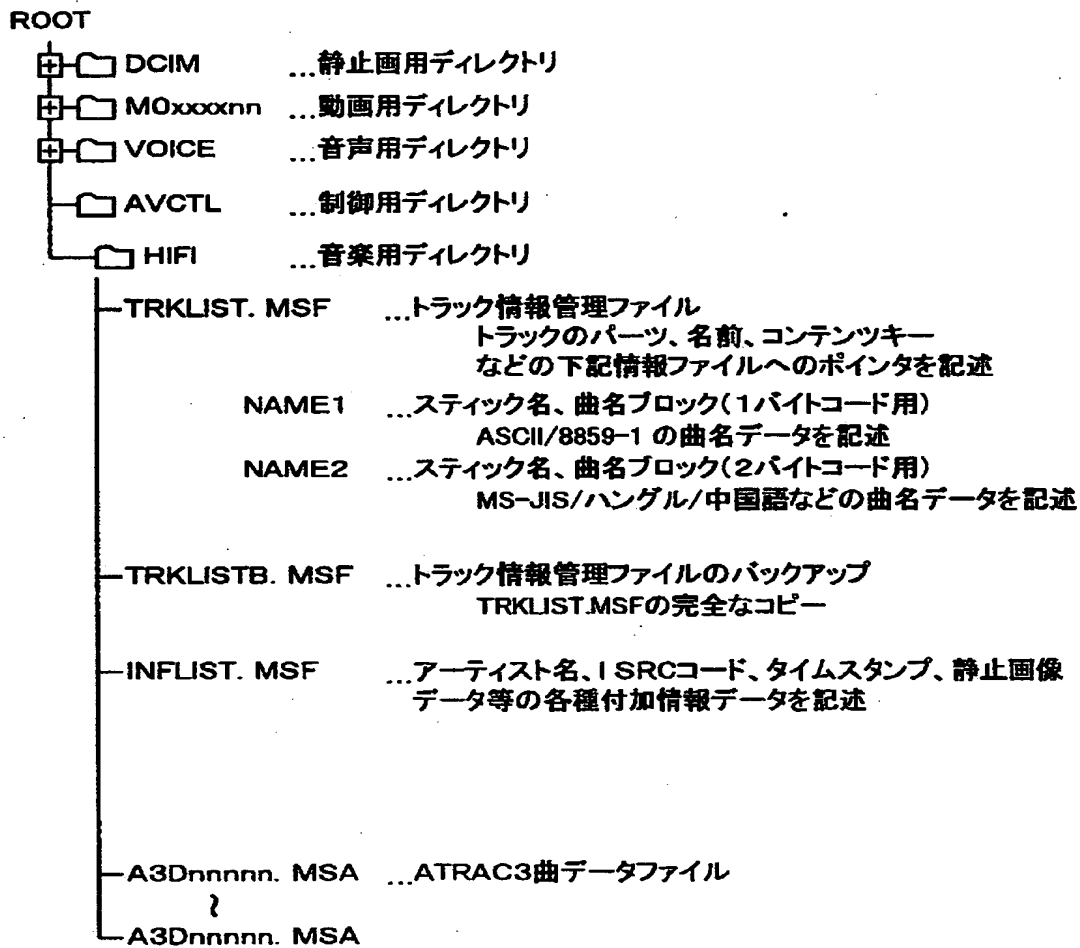 ROOT
DCIM ...静止画用ディレクトリ
MOxxxxnn ...動画用ディレクトリ
VOICE ...音声用ディレクトリ
AVCTL ...制御用ディレクトリ
HIFI ...音楽用ディレクトリ
TRKLIST. MSF ...トラック情報管理ファイル
トラックのパーツ、名前、コンテンツキー
などの下記情報ファイルへのポインタを記述
NAME1 ...スティック名、曲名ブロック(1バイトコード用)
ASCII/8859-1 の曲名データを記述
NAME2 ...スティック名、曲名ブロック(2バイトコード用)
MS-JIS/ハングル/中国語などの曲名データを記述
TRKLISTB. MSF ...トラック情報管理ファイルのバックアップ
TRKLIST.MSFの完全なコピー
INFLIST. MSF ...アーティスト名、ISRCコード、タイムスタンプ、静止画像
データ等の各種付加情報データを記述
A3Dnnnnn. MSA ...ATRAC3曲データファイル
~
A3Dnnnnn. MSA